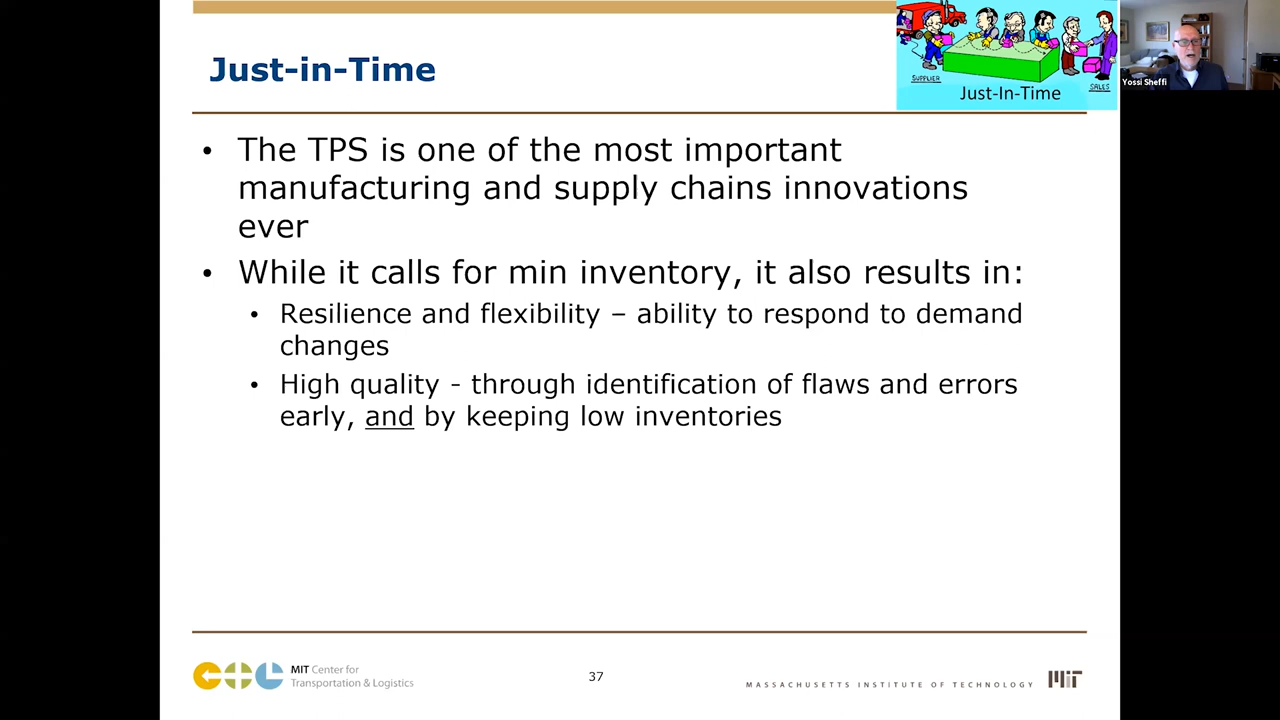 Just-in-Time
SUPPLIER
Just-In-Time
SALES
Yossi Sheffi
• The TPS is one of the most important
manufacturing and supply chains innovations
ever
• While it calls for min inventory, it also results in:
• Resilience and flexibility – ability to respond to demand
changes
• High quality - through identification of flaws and errors
early, and by keeping low inventories
MIT Center for
Transportation & Logistics
37
MASSACHUSETTS INSTITUTE OF TECHNOLOGY
MIT